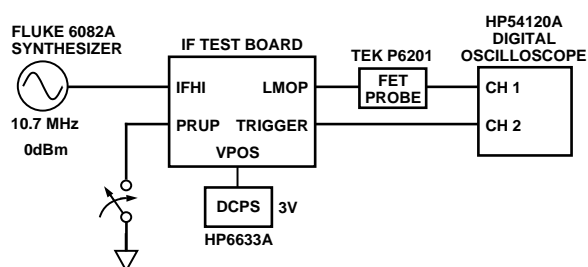 FLUKE 6082A
SYNTHESIZER
10.7 MHz
0dBm
IF TEST BOARD
IFHI
LMOP
PRUP
TRIGGER
VPOS
DCPS
3V
HP6633A
TEK P6201
FET
PROBE
HP54120A
DIGITAL
OSCILLOSCOPE
CH 1
CH 2